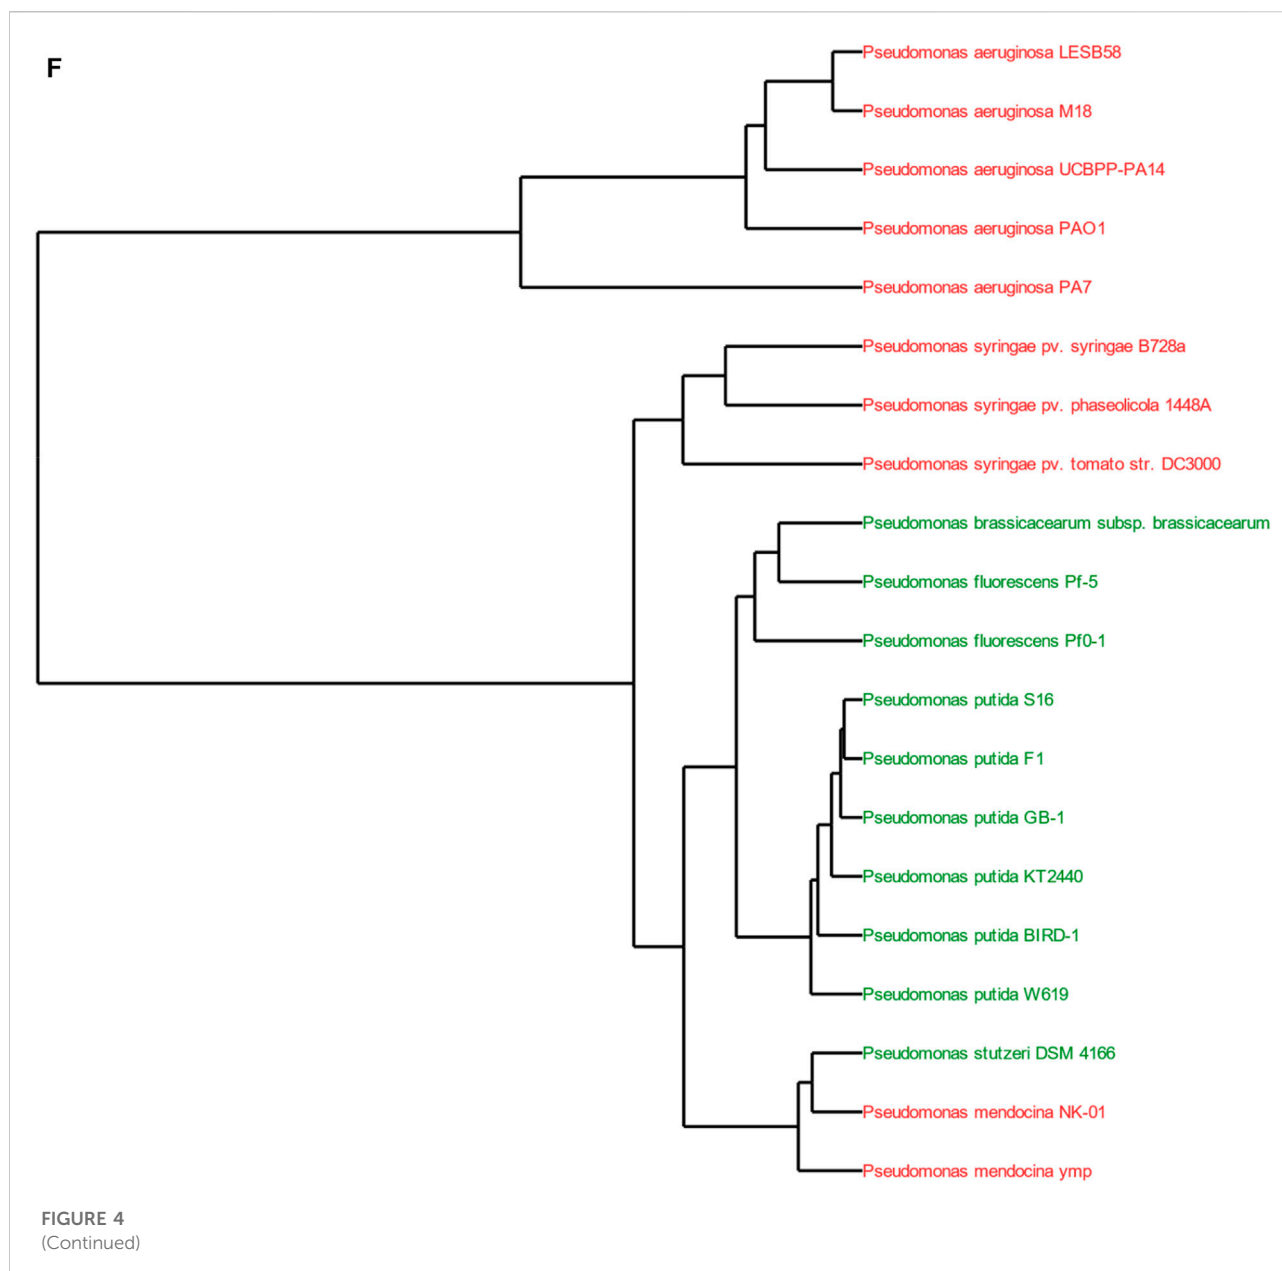 F
Pseudomonas aeruginosa LESB58
Pseudomonas aeruginosa M18
Pseudomonas aeruginosa UCBPP-PA14
Pseudomonas aeruginosa PAO1
Pseudomonas aeruginosa PA7
Pseudomonas syringae pv. syringae B728a
Pseudomonas syringae pv. phaseolicola 1448A
Pseudomonas syringae pv. tomato str. DC3000
Pseudomonas brassicacearum subsp. brassicacearum
Pseudomonas fluorescens Pf-5
Pseudomonas fluorescens Pf0-1
Pseudomonas putida S16
Pseudomonas putida F1
Pseudomonas putida GB-1
Pseudomonas putida KT2440
Pseudomonas putida BIRD-1
Pseudomonas putida W619
Pseudomonas stutzeri DSM 4166
Pseudomonas mendocina NK-01
Pseudomonas mendocina ymp
FIGURE 4
(Continued)